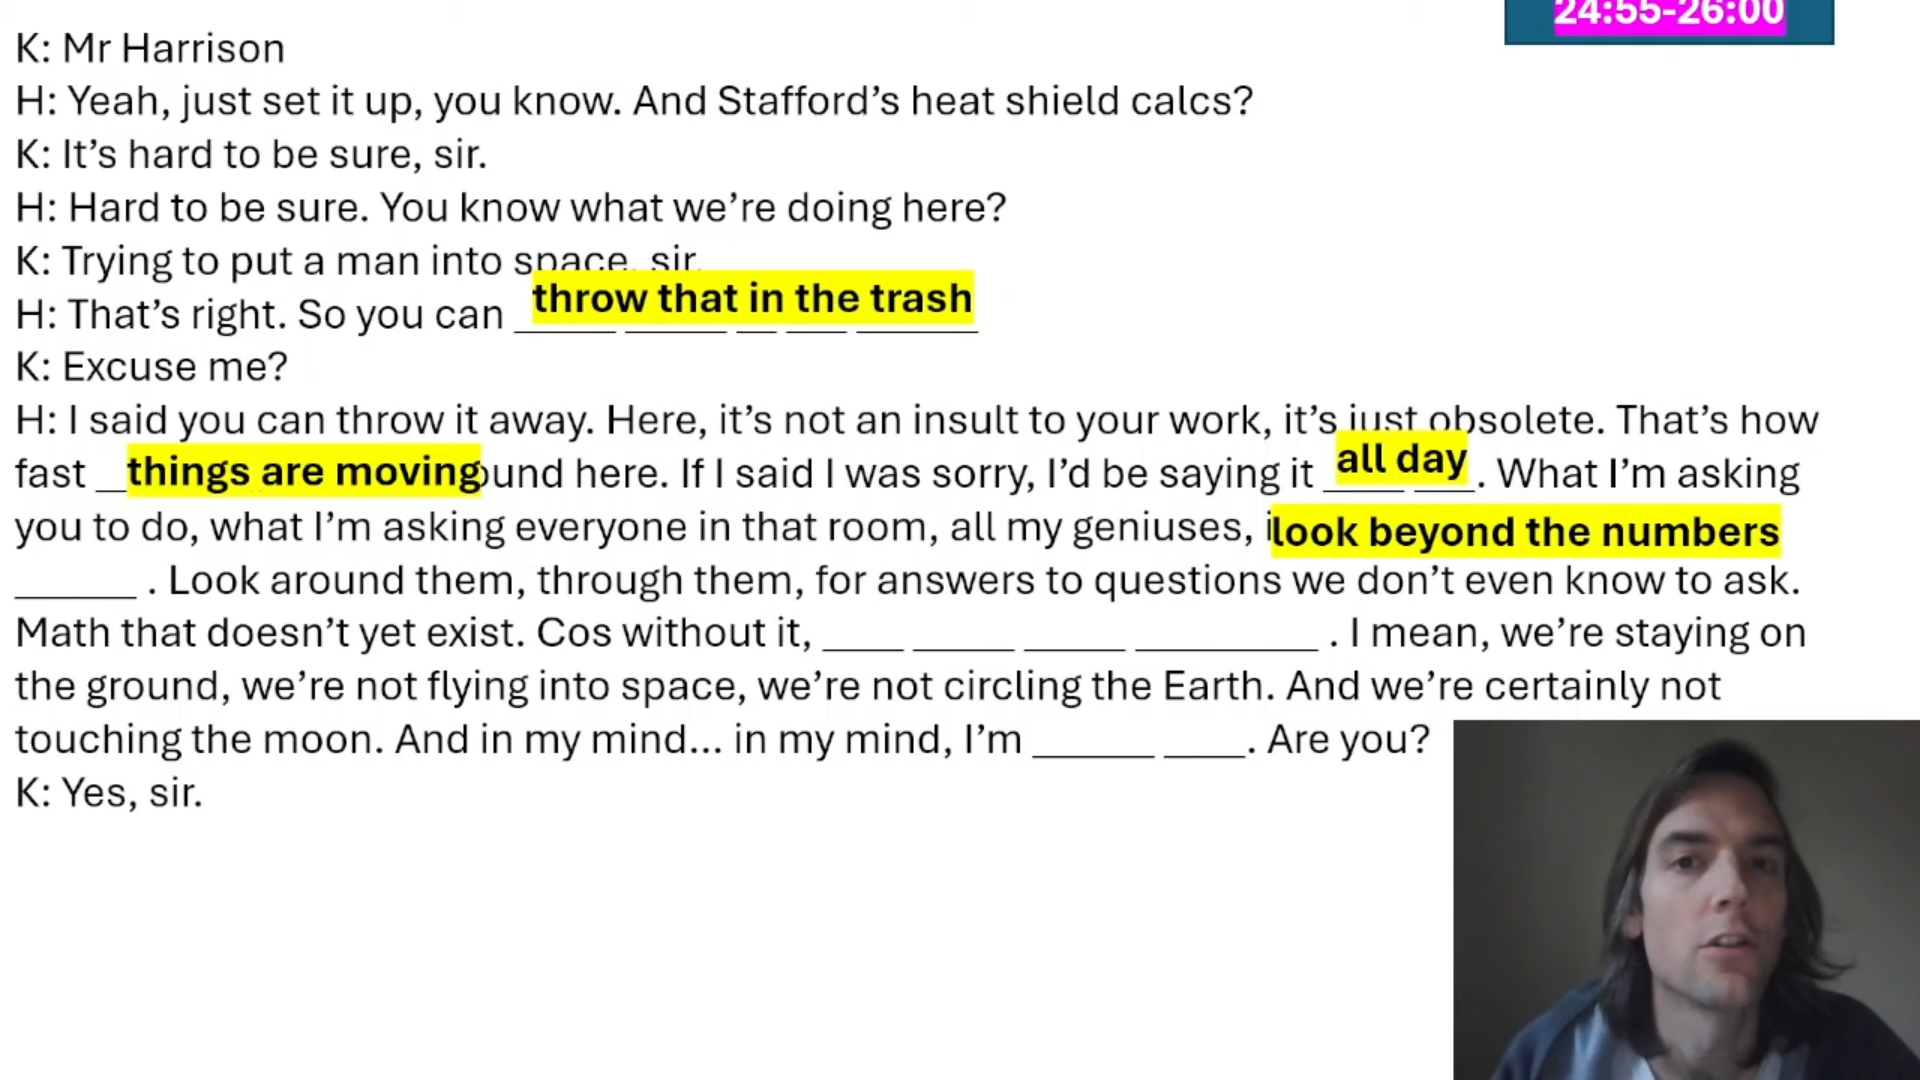 24:55-26:00
K: Mr Harrison
H: Yeah, just set it up, you know. And Stafford’s heat shield calcs?
K: It’s hard to be sure, sir.
H: Hard to be sure. You know what we’re doing here?
K: Trying to put a man into space, sir.
H: That’s right. So you can throw that in the trash
K: Excuse me?
H: I said you can throw it away. Here, it’s not an insult to your work, it’s just obsolete. That’s how
fast _ things are moving ound here. If I said I was sorry, I’d be saying it all day. What I’m asking
you to do, what I’m asking everyone in that room, all my geniuses, i look beyond the numbers
______ . Look around them, through them, for answers to questions we don’t even know to ask.
Math that doesn’t yet exist. Cos without it, ____ _____ _____ _________ . I mean, we’re staying on
the ground, we’re not flying into space, we’re not circling the Earth. And we’re certainly not
touching the moon. And in my mind... in my mind, I’m ______ ____. Are you?
K: Yes, sir.